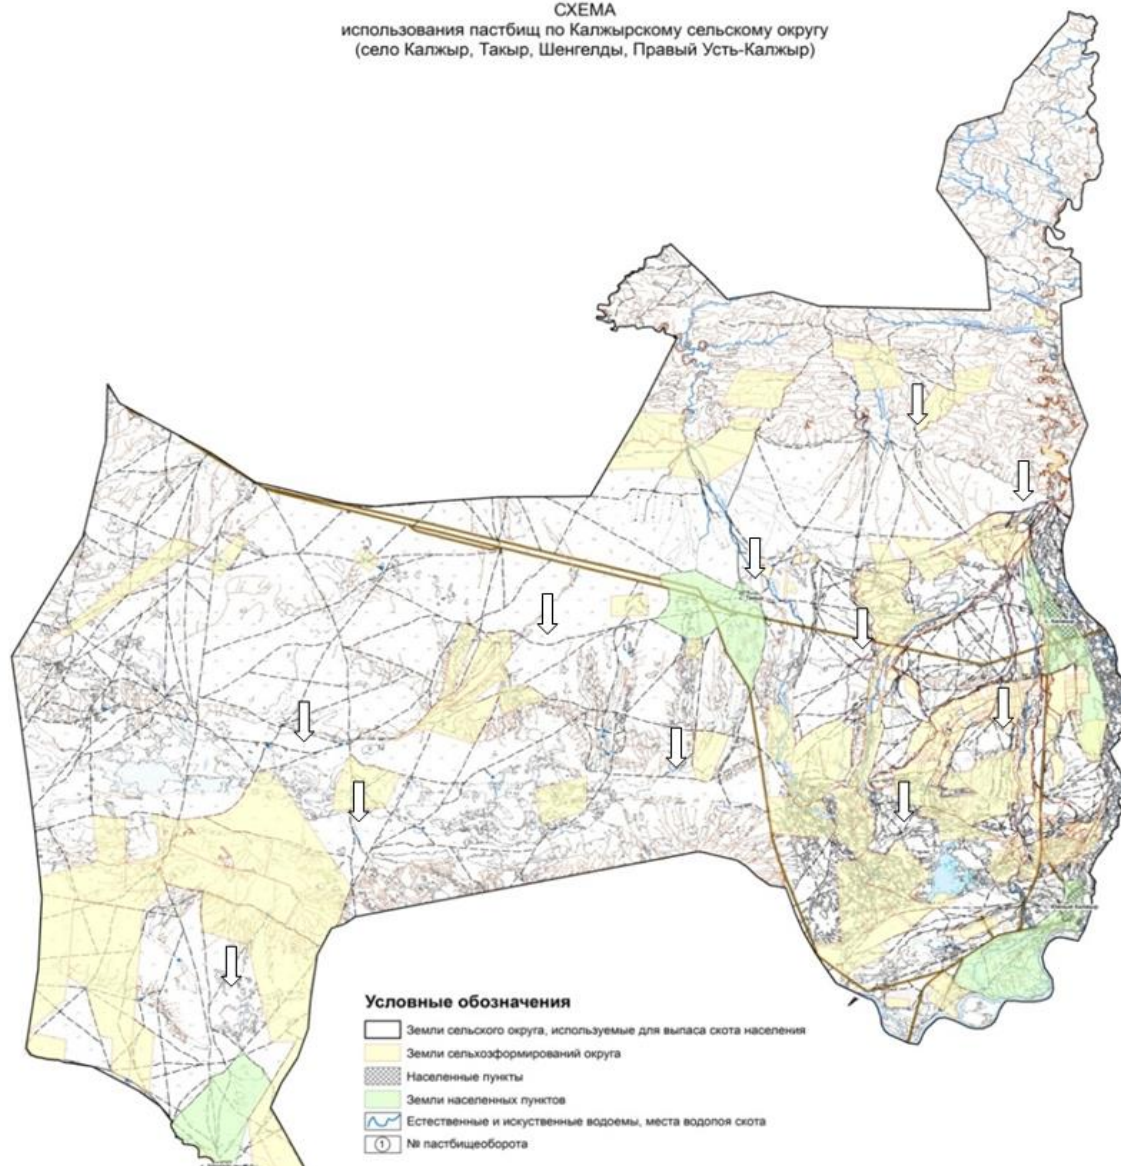 СХЕМА
использования пастбищ по Калжырскому сельскому округу
(село Калжыр, Такыр, Шенгелды, Правый Усть-Калжыр)
Условные обозначения
Земли сельского округа, используемые для выпаса скота населения
Земли сельхозформирований округа
Населенные пункты
Земли населенных пунктов
Естественные и искуственные водоемы, места водопоя скота
1 № пастбищеоборота